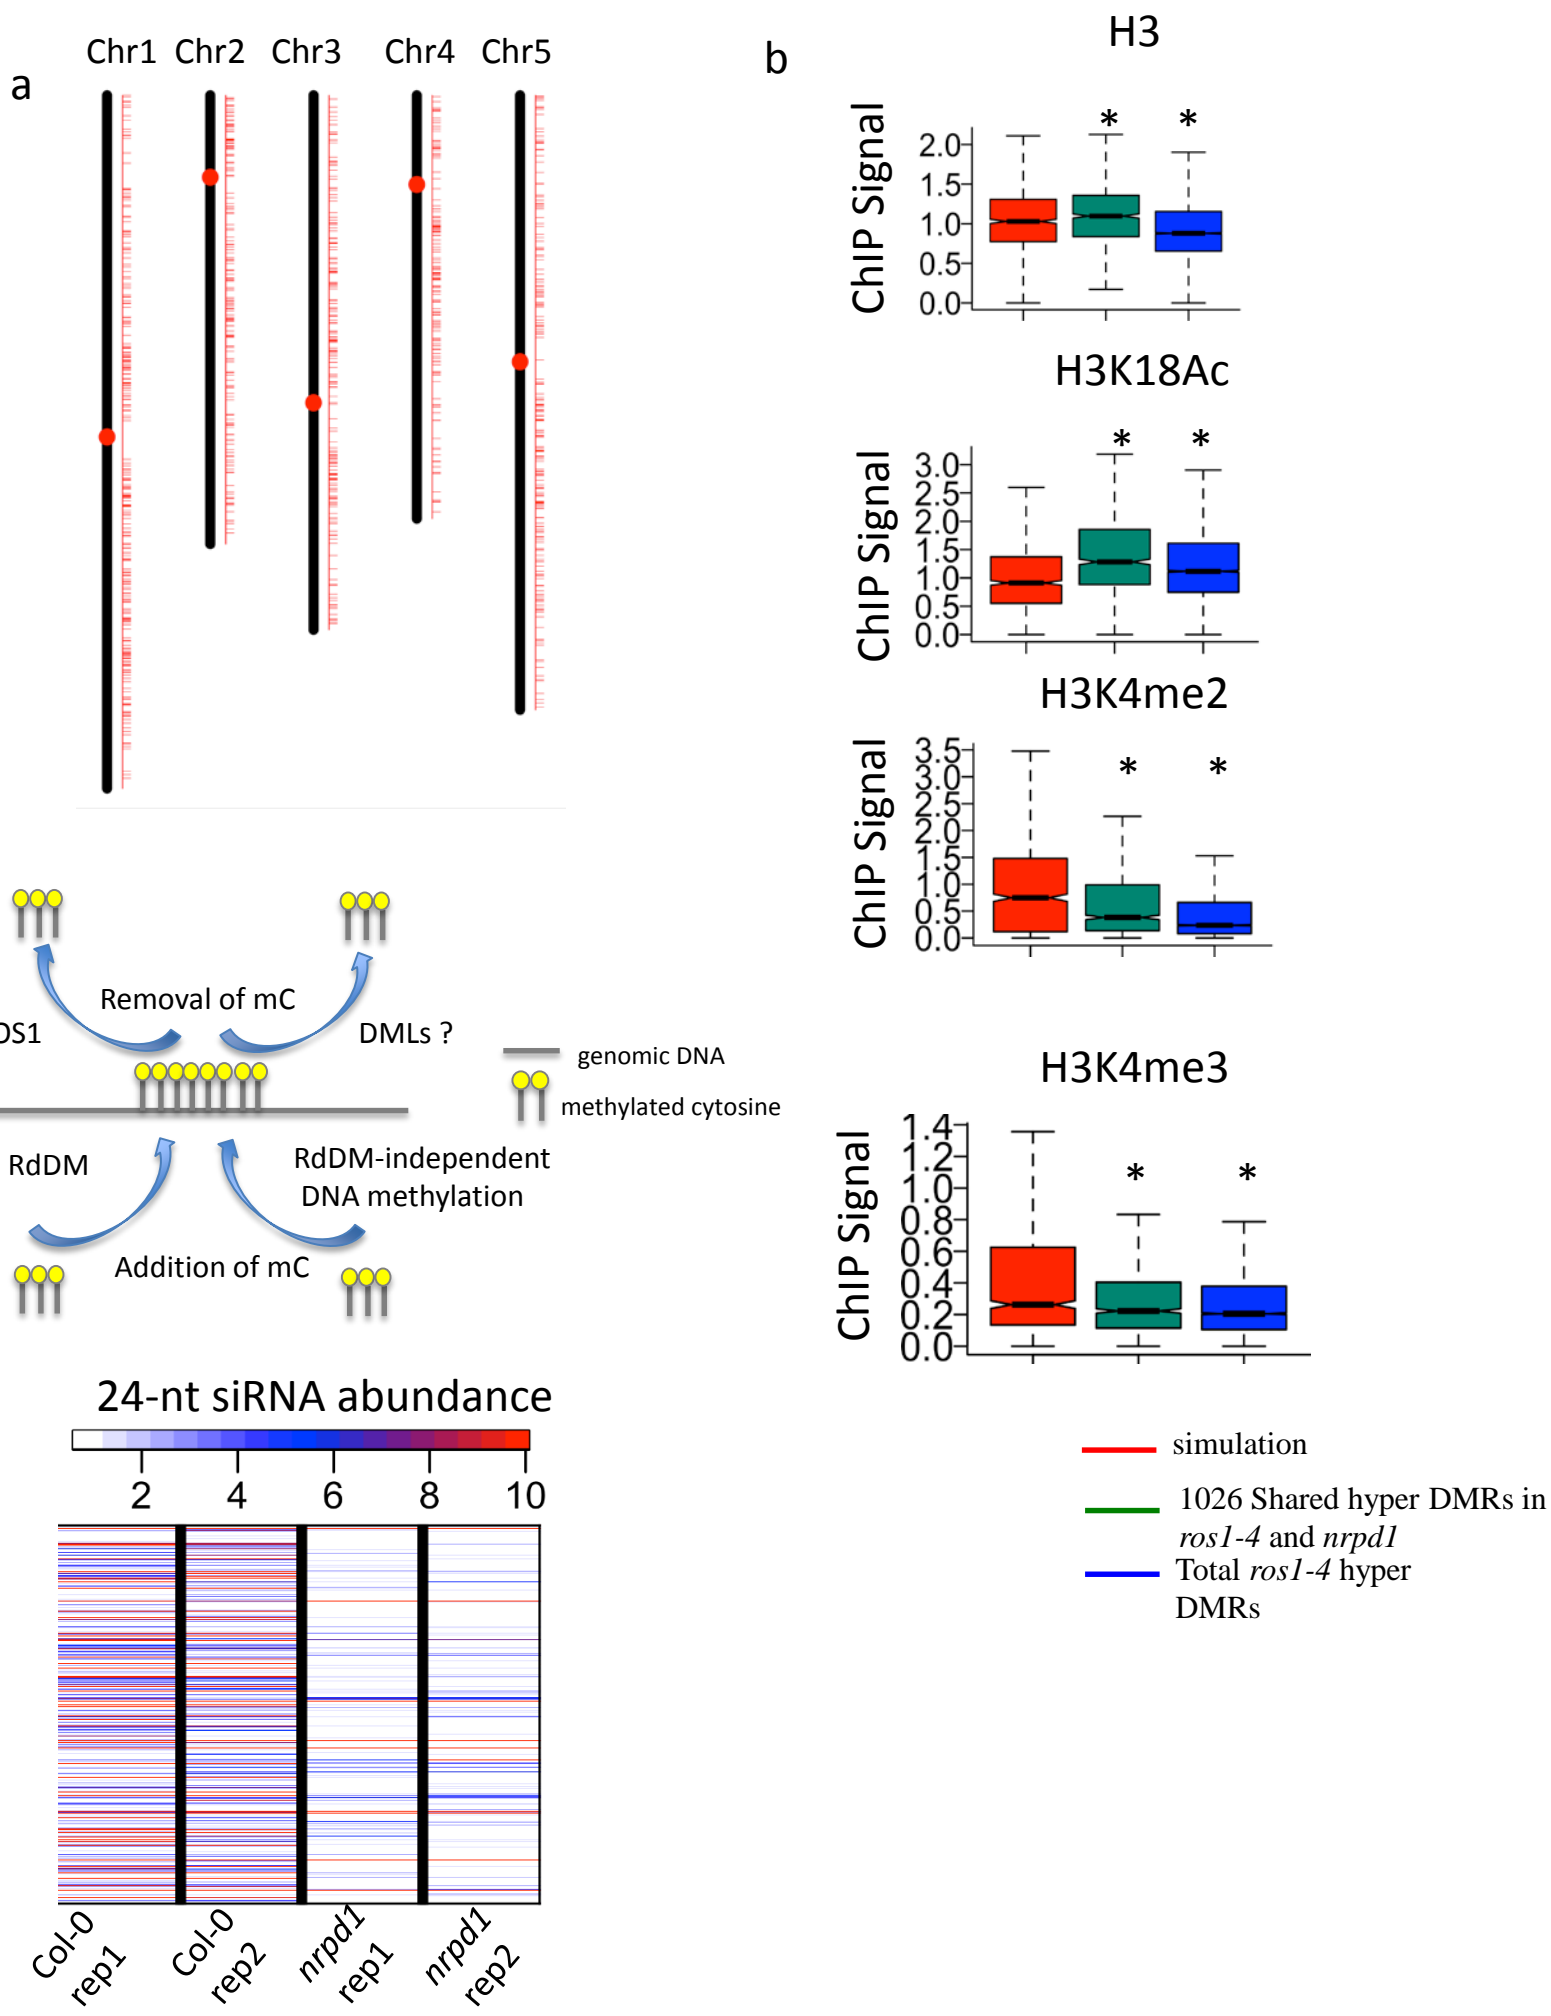 a
Chr1 Chr2 Chr3 Chr4 Chr5
Removal of mC
OS1
DMLs ?
genomic DNA
methylated cytosine
RdDM
RdDM-independent
DNA methylation
Addition of mC
24-nt siRNA abundance
2 4 6 8 10
Col-0
rep1
Col-0
rep2
nrpd1
rep1
nrpd1
rep2
b
H3
ChIP Signal
2.0
1.5
1.0
0.5
0.0
* *
H3K18Ac
ChIP Signal
3.0
2.5
2.0
1.5
1.0
0.5
0.0
* *
H3K4me2
ChIP Signal
3.5
3.0
2.5
2.0
1.5
1.0
0.5
0.0
* *
H3K4me3
ChIP Signal
1.4
1.2
1.0
0.8
0.6
0.4
0.2
0.0
* *
simulation
1026 Shared hyper DMRs in
ros1-4 and nrpd1
Total ros1-4 hyper
DMRs